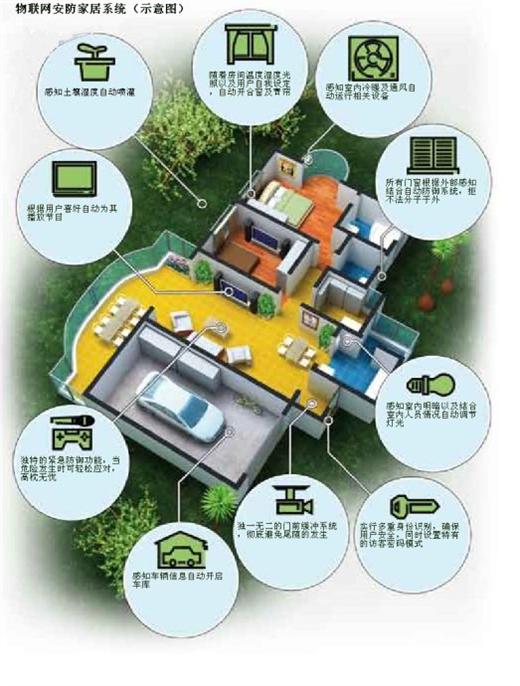 物联网安防家居系统（示意图）
感知土壤湿度自动喷灌
随着房间温度湿度光
照以及用户自我设定
，自动开合窗及窗帘
感知室内冷暖及通风自
动运行相关设备
根据用户喜好自动为其
播放节目
所有门窗根据外部感知
结合自动防御系统，拒
不法分子于外
感知室内明暗以及结合
室内人员情况自动调节
灯光
独特的紧急防御功能，当
危险发生时可轻松应对，
高枕无忧
独一无二的门前缓冲系统
，彻底避免尾随的发生
实行多重身份识别，确保
用户安全，同时设置特有
的访客密码模式
感知车辆信息自动开启
车库